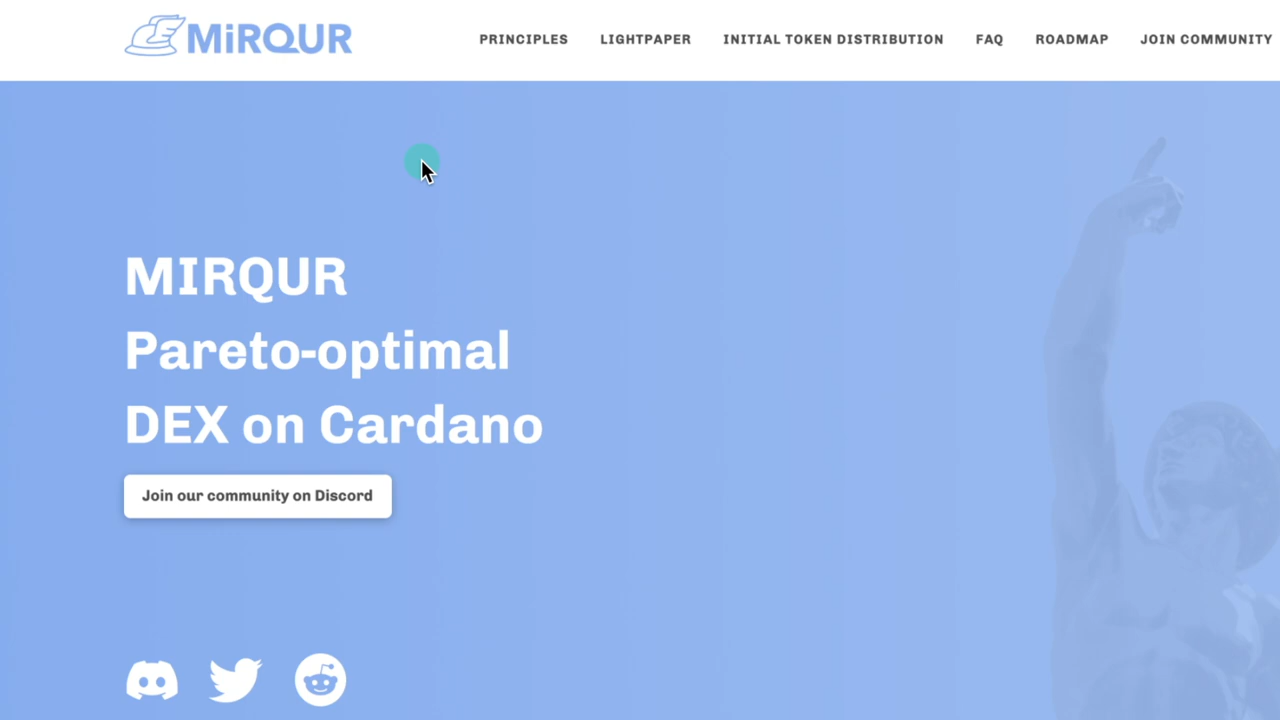 MiRQUR
PRINCIPLES LIGHTPAPER INITIAL TOKEN DISTRIBUTION FAQ ROADMAP JOIN COMMUNITY
MIRQUR
Pareto-optimal
DEX on Cardano
Join our community on Discord